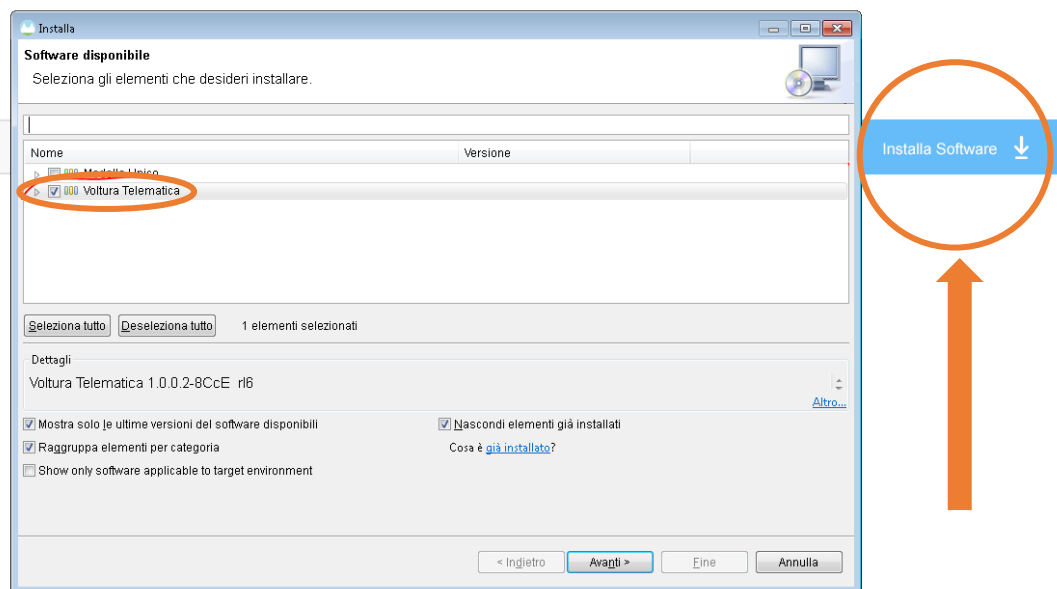 Installa
Software disponibile
Seleziona gli elementi che desideri installare.
Installa Software
Nome Versione
Modello Unico
Voltura Telematica
Seleziona tutto Deseleziona tutto 1 elementi selezionati
Dettagli
Voltura Telematica 1.0.0.2-8CcE rl6
Altro...
Mostra solo le ultime versioni del software disponibili Nascondi elementi già installati
Raggruppa elementi per categoria Cosa è già installato?
Show only software applicable to target environment
< Indietro Avanti > Fine Annulla